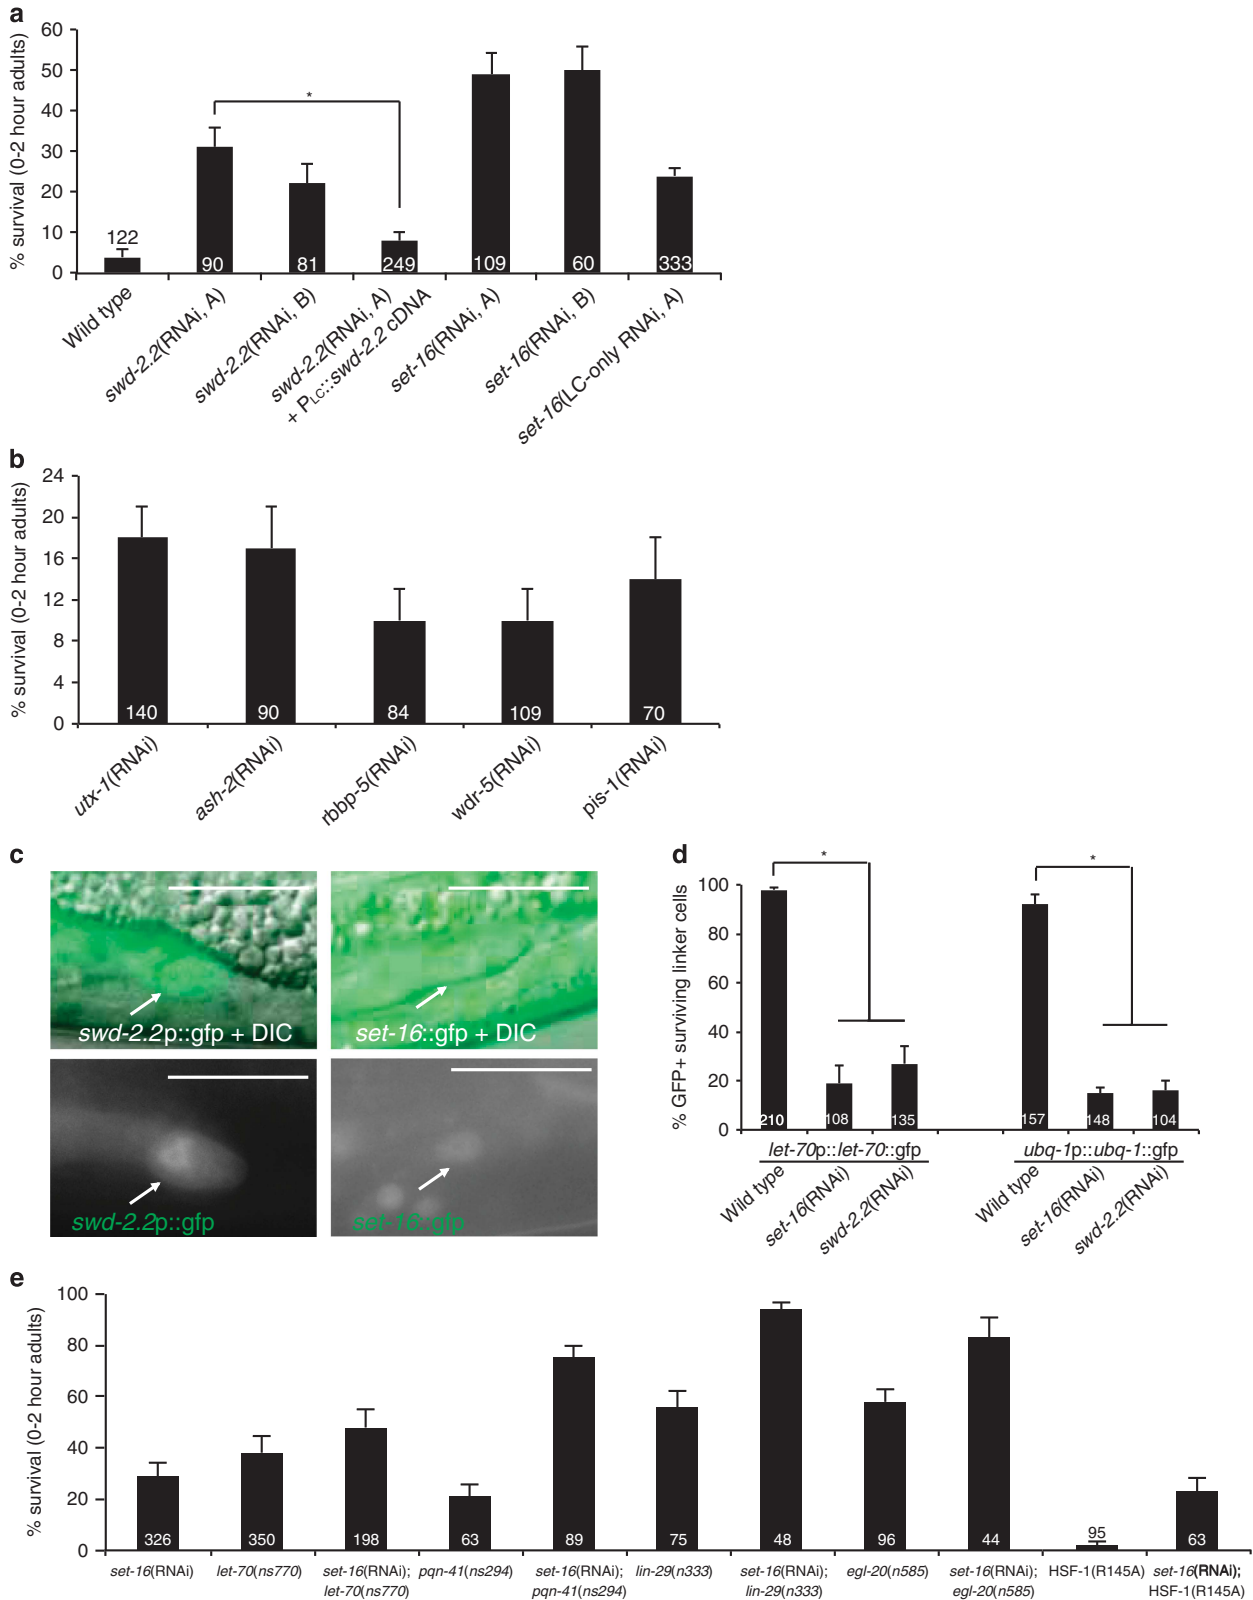 a
% survival (0-2 hour adults)
60
50
40
30
20
10
0
*
122
90
81
249
109
60
333
Wild type
swd-2.2(RNAi, A)
swd-2.2(RNAi, B)
swd-2.2(RNAi, A)
+ PLC::swd-2.2 cDNA
set-16(RNAi, A)
set-16(RNAi, B)
set-16(LC-only RNAi, A)
b
% survival (0-2 hour adults)
24
20
16
12
8
4
0
140
90
84
109
70
utx-1(RNAi)
ash-2(RNAi)
rbbp-5(RNAi)
wdr-5(RNAi)
pis-1(RNAi)
c
swd-2.2p::gfp + DIC
set-16::gfp + DIC
swd-2.2p::gfp
set-16::gfp
d
% GFP+ surviving linker cells
100
80
60
40
20
0
*
*
210
108
135
157
148
104
let-70p::let-70::gfp
ubq-1p::ubq-1::gfp
Wild type
set-16(RNAi)
swd-2.2(RNAi)
Wild type
set-16(RNAi)
swd-2.2(RNAi)
e
% survival (0-2 hour adults)
100
80
60
40
20
0
326
350
198
63
89
75
48
96
44
95
63
set-16(RNAi)
let-70(ns770)
set-16(RNAi);
let-70(ns770)
pqn-41(ns294)
set-16(RNAi);
pqn-41(ns294)
lin-29(n333)
set-16(RNAi);
lin-29(n333)
egl-20(n585)
set-16(RNAi);
egl-20(n585)
HSF-1(R145A)
set-16(RNAi);
HSF-1(R145A)